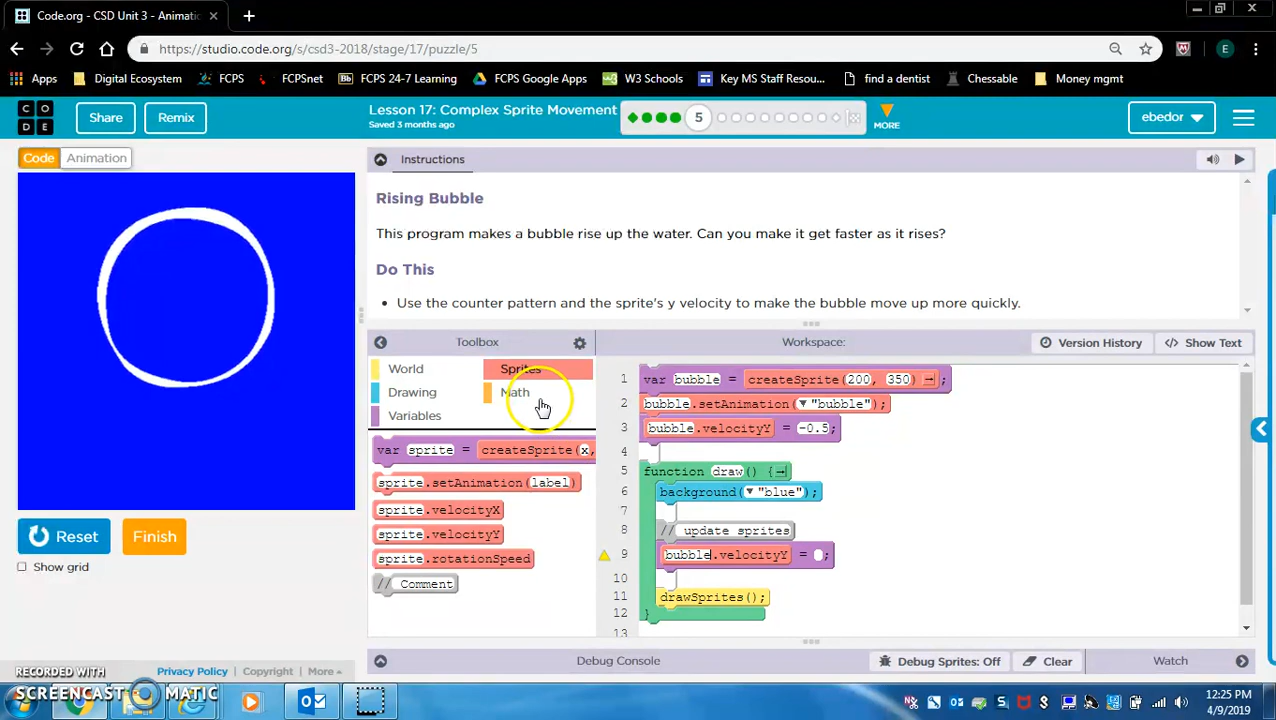 Code.org - CSD Unit 3 - Animatic
https://studio.code.org/s/csd3-2018/stage/17/puzzle/5
E
Apps Digital Ecosystem FCPS FCPSnet Bb FCPS 24-7 Learning FCPS Google Apps W3 Schools Key MS Staff Resou... find a dentist Chessable Money mgmt
C O
D E
Share
Remix
Lesson 17: Complex Sprite Movement
Saved 3 months ago
5
MORE
ebedor
Code Animation
Instructions
Rising Bubble
This program makes a bubble rise up the water. Can you make it get faster as it rises?
Do This
• Use the counter pattern and the sprite's y velocity to make the bubble move up more quickly.
Toolbox
Workspace:
Version History
</> Show Text
World
Sprites
Drawing
Math
Variables
var sprite = createSprite(x,
sprite.setAnimation(label)
sprite.velocityX
sprite.velocityY
sprite.rotationSpeed
// Comment
1 var bubble = createSprite(200, 350);
2 bubble.setAnimation("bubble");
3 bubble.velocityY = -0.5;
4
5 function draw() {
6 background("blue");
7
8 // update sprites
9 bubble.velocityY = ;
10
11 drawSprites();
12 }
13
Reset
Finish
Show grid
Debug Console
Debug Sprites: Off
Clear
Watch
Privacy Policy | Copyright | More
RECORDED WITH
SCREENCAST MATIC
12:25 PM
4/9/2019